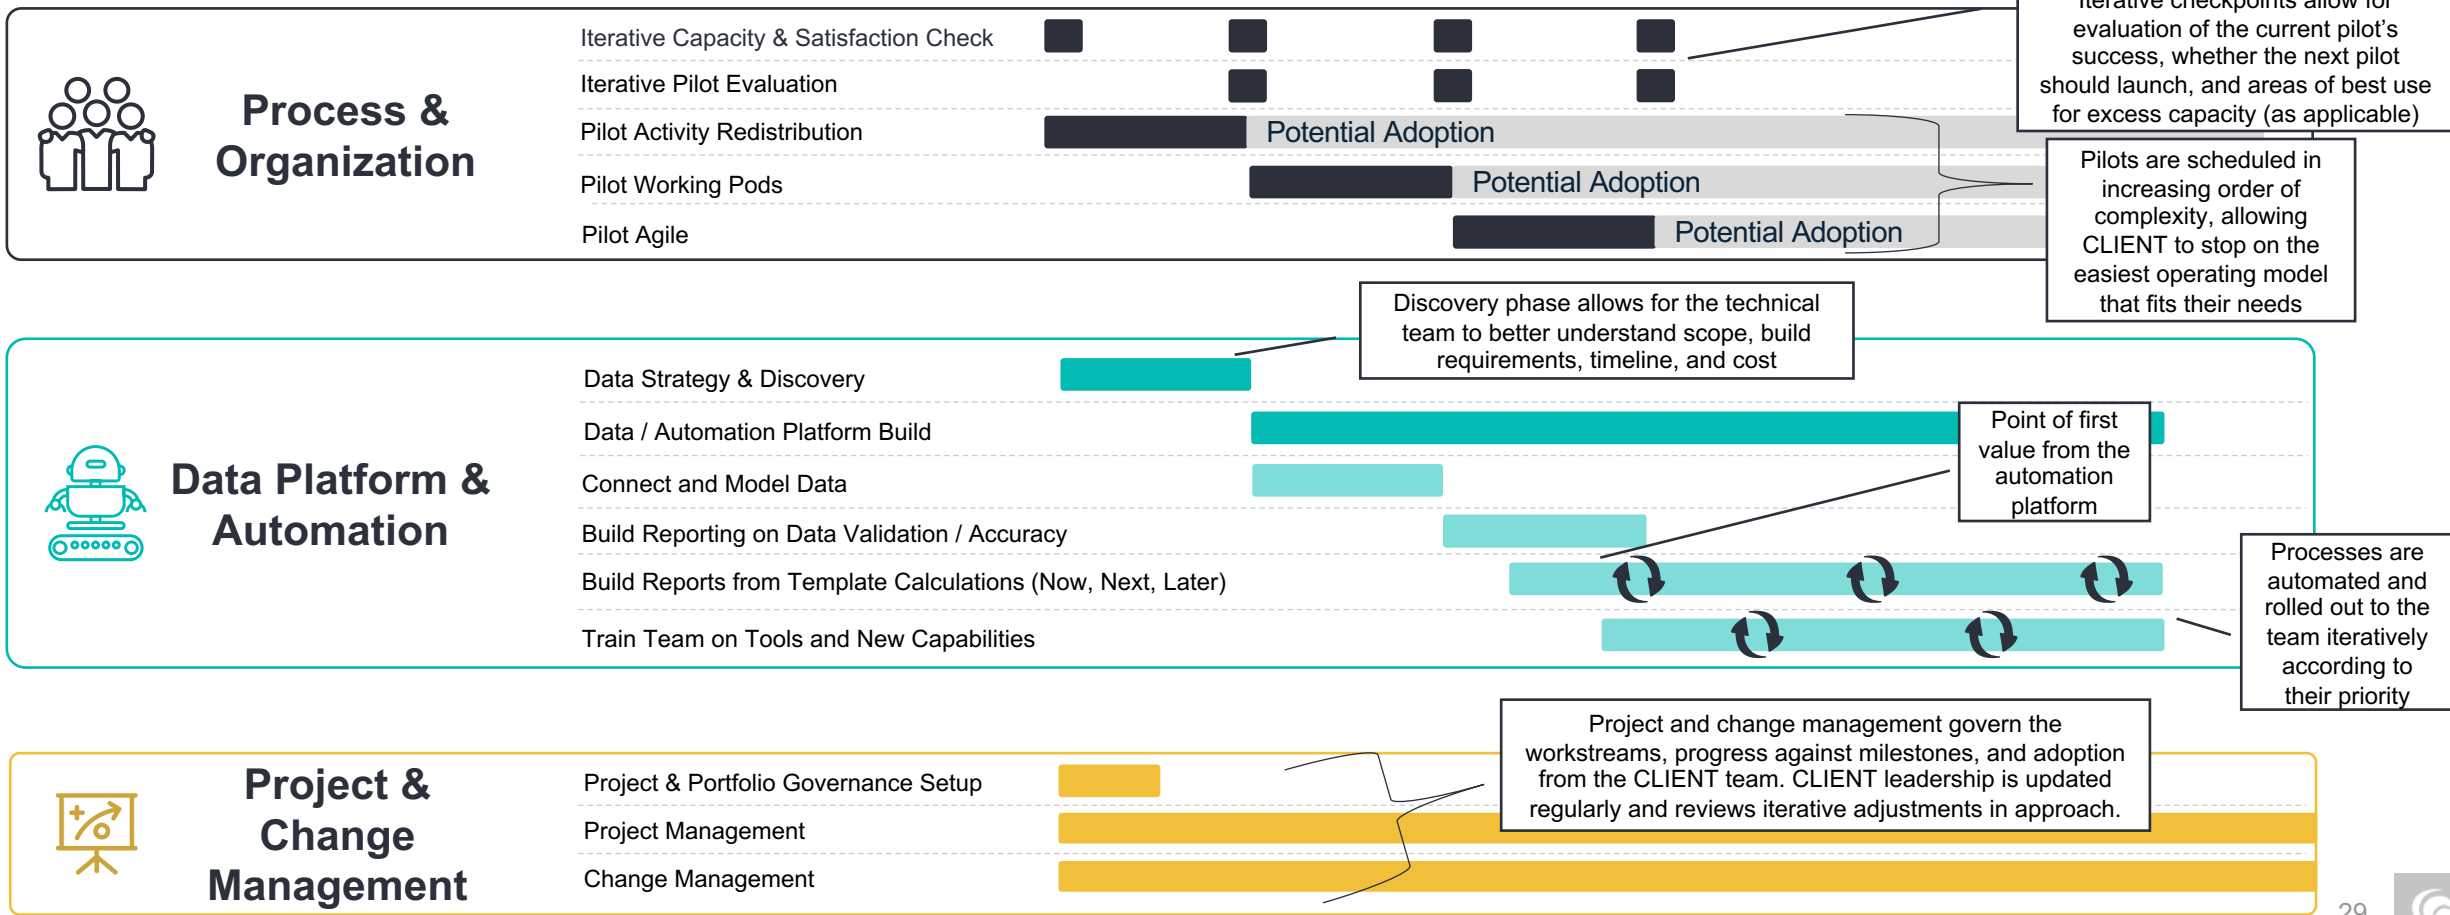 Iterative checkpoints allow for
evaluation of the current pilot's
success, whether the next pilot
should launch, and areas of best use
for excess capacity (as applicable)
Process &
Organization
Iterative Capacity & Satisfaction Check
Iterative Pilot Evaluation
Pilot Activity Redistribution
Potential Adoption
Pilot Working Pods
Potential Adoption
Pilot Agile
Potential Adoption
Pilots are scheduled in
increasing order of
complexity, allowing
CLIENT to stop on the
easiest operating model
that fits their needs
Discovery phase allows for the technical
team to better understand scope, build
requirements, timeline, and cost
Data Platform &
Automation
Data Strategy & Discovery
Data / Automation Platform Build
Connect and Model Data
Build Reporting on Data Validation / Accuracy
Build Reports from Template Calculations (Now, Next, Later)
Train Team on Tools and New Capabilities
Point of first
value from the
automation
platform
Processes are
automated and
rolled out to the
team iteratively
according to
their priority
Project &
Change
Management
Project & Portfolio Governance Setup
Project Management
Change Management
Project and change management govern the
workstreams, progress against milestones, and adoption
from the CLIENT team. CLIENT leadership is updated
regularly and reviews iterative adjustments in approach.
29